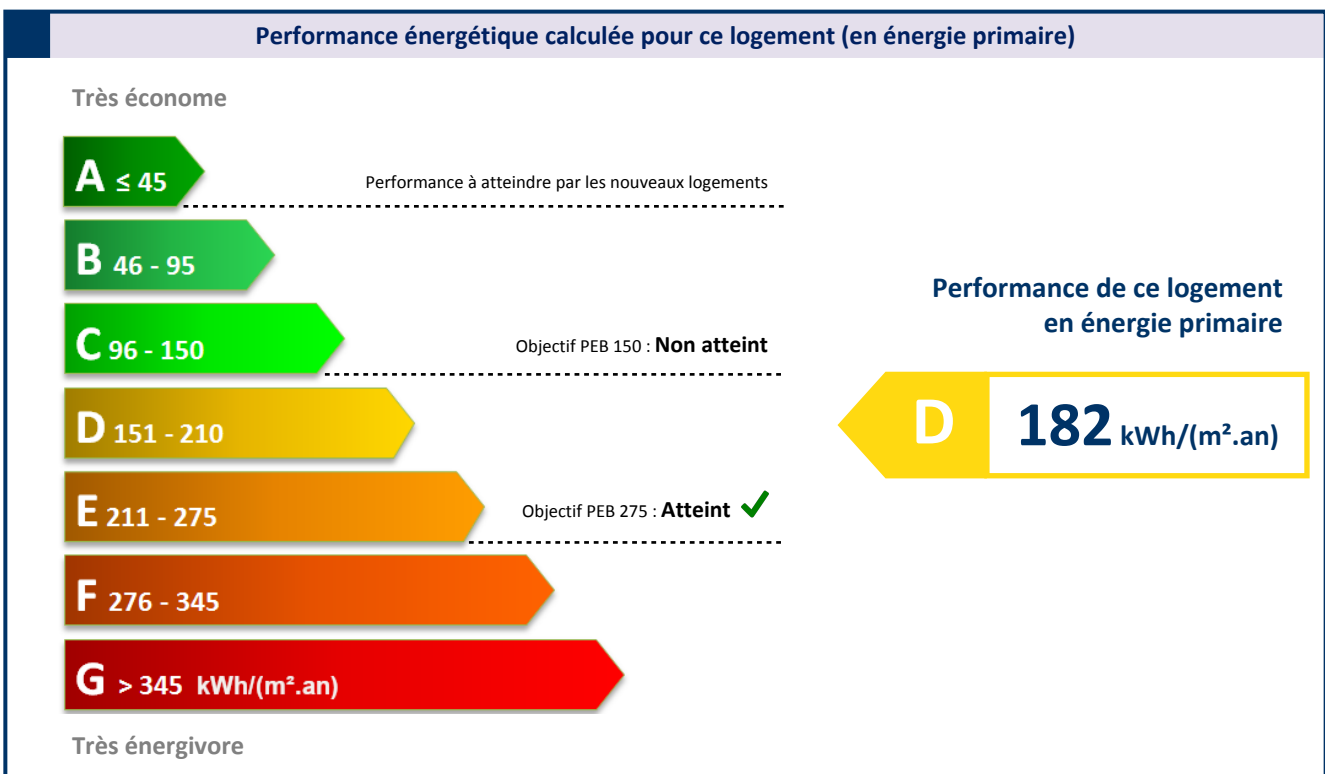 Performance énergétique calculée pour ce logement (en énergie primaire)
Très économe
A ≤ 45
Performance à atteindre par les nouveaux logements
B 46 - 95
C 96 - 150
Objectif PEB 150 : Non atteint
D 151 - 210
E 211 - 275
Objectif PEB 275 : Atteint ✓
F 276 - 345
G > 345 kWh/(m².an)
Très énergivore
Performance de ce logement
en énergie primaire
D 182 kWh/(m².an)